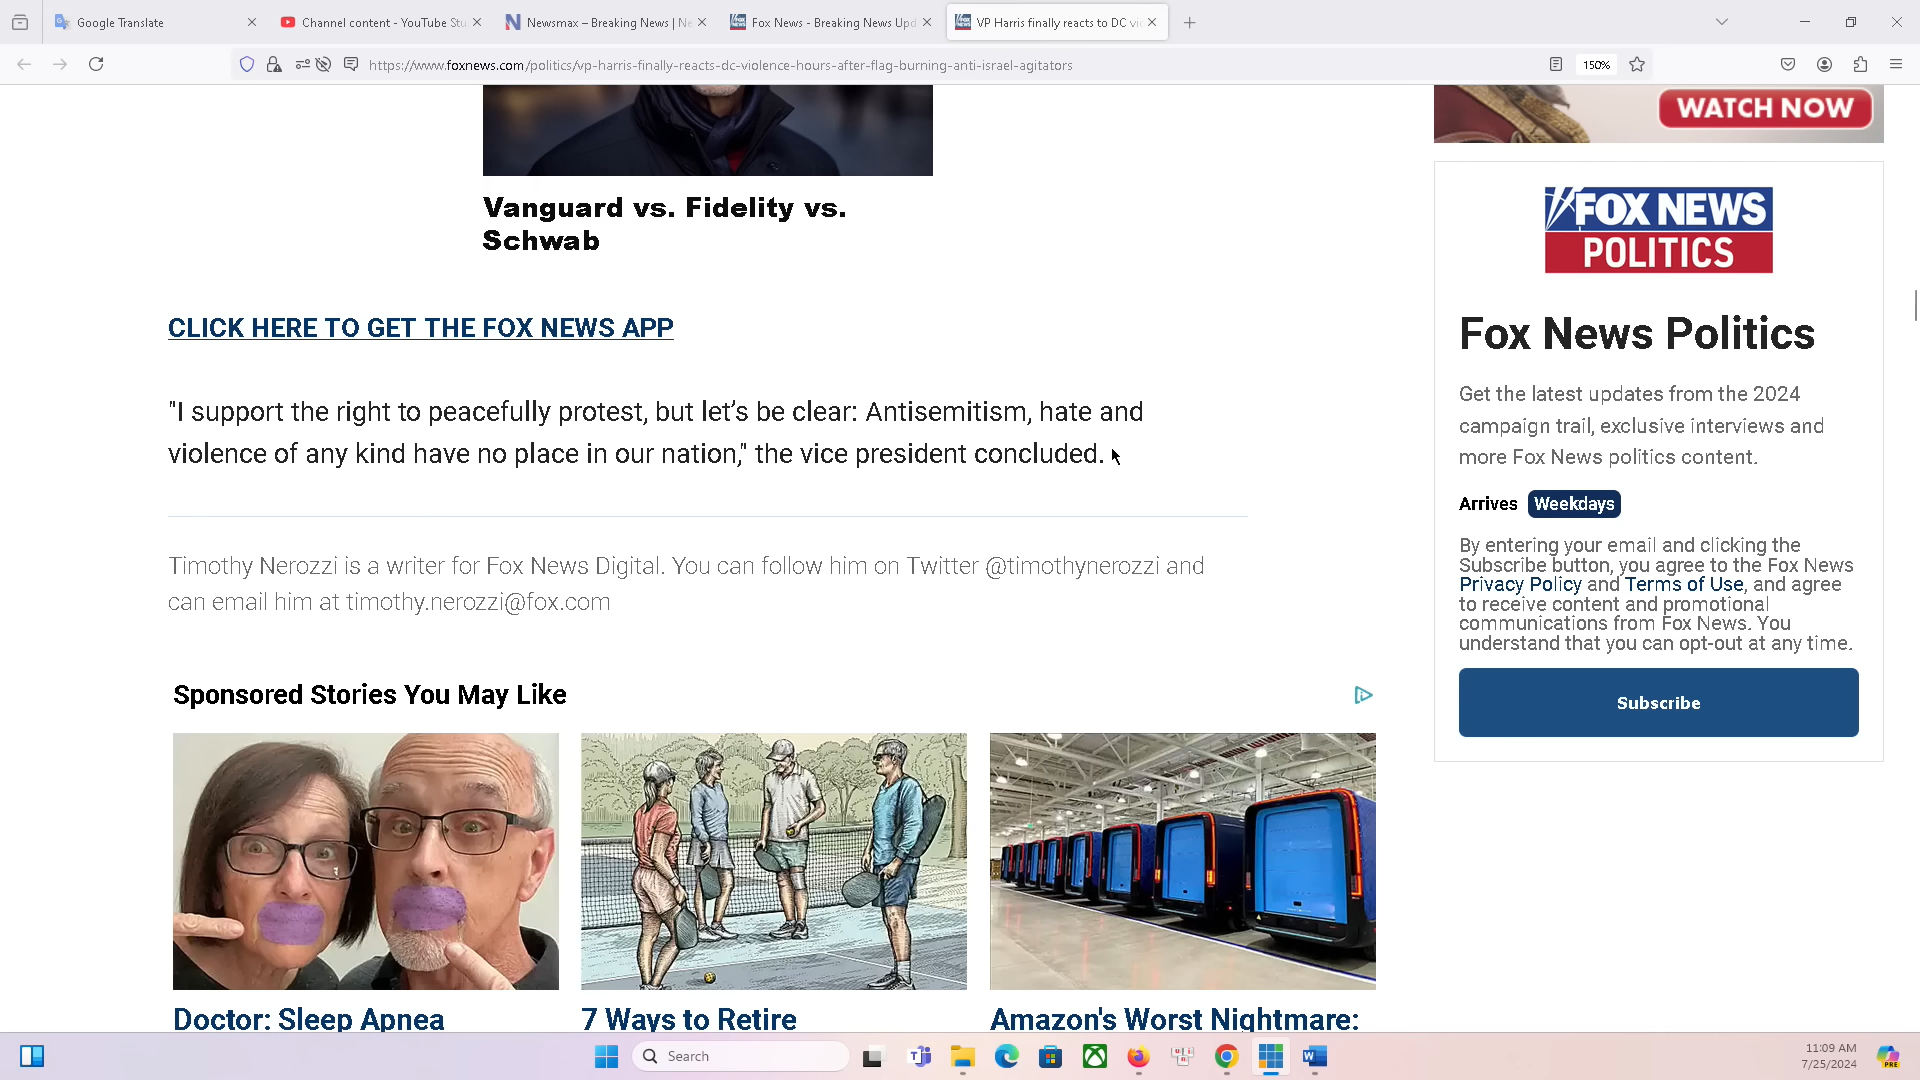 Google Translate
Channel content - YouTube Stu
Newsmax – Breaking News | Ne
Fox News - Breaking News Upd
VP Harris finally reacts to DC vi
https://www.foxnews.com/politics/vp-harris-finally-reacts-dc-violence-hours-after-flag-burning-anti-israel-agitators
150%
WATCH NOW
Vanguard vs. Fidelity vs.
Schwab
CLICK HERE TO GET THE FOX NEWS APP
"I support the right to peacefully protest, but let’s be clear: Antisemitism, hate and
violence of any kind have no place in our nation," the vice president concluded.
Timothy Nerozzi is a writer for Fox News Digital. You can follow him on Twitter @timothynerozzi and
can email him at timothy.nerozzi@fox.com
Sponsored Stories You May Like
Doctor: Sleep Apnea
7 Ways to Retire
Amazon's Worst Nightmare:
FOX NEWS
POLITICS
Fox News Politics
Get the latest updates from the 2024
campaign trail, exclusive interviews and
more Fox News politics content.
Arrives Weekdays
By entering your email and clicking the
Subscribe button, you agree to the Fox News
Privacy Policy and Terms of Use, and agree
to receive content and promotional
communications from Fox News. You
understand that you can opt-out at any time.
Subscribe
Search
11:09 AM
7/25/2024
PRE